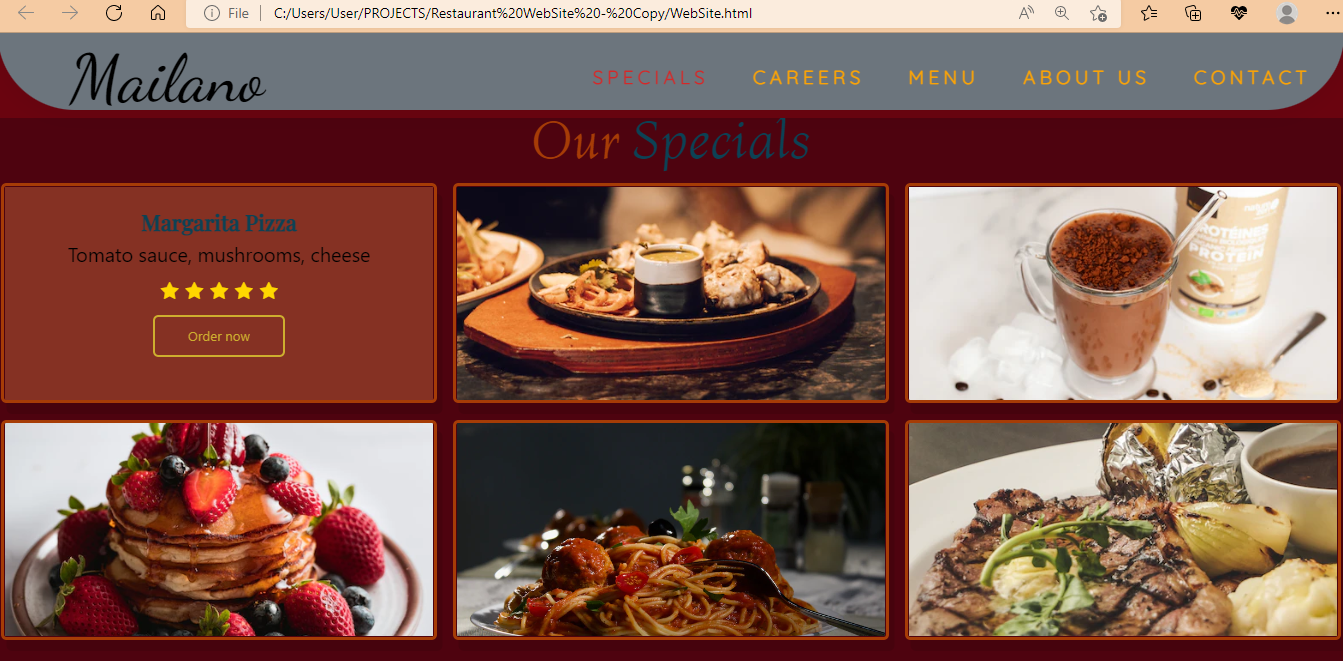 File
C:/Users/User/PROJECTS/Restaurant%20WebSite%20-%20Copy/WebSite.html
Mailano
SPECIALS CAREERS MENU ABOUT US CONTACT
Our Specials
Margarita Pizza
Tomato sauce, mushrooms, cheese
Order now
PROTÉINES
PROTEIN